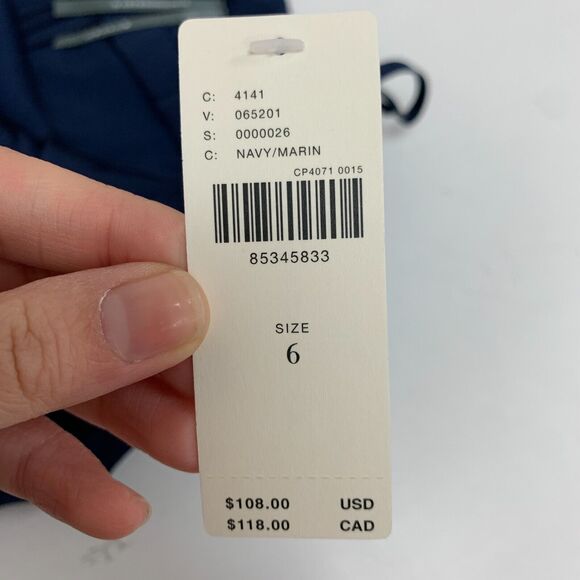 C: 4141
V: 065201
S: 0000026
C: NAVY/MARIN
CP4071 0015
85345833
SIZE
6
$108.00 USD
$118.00 CAD